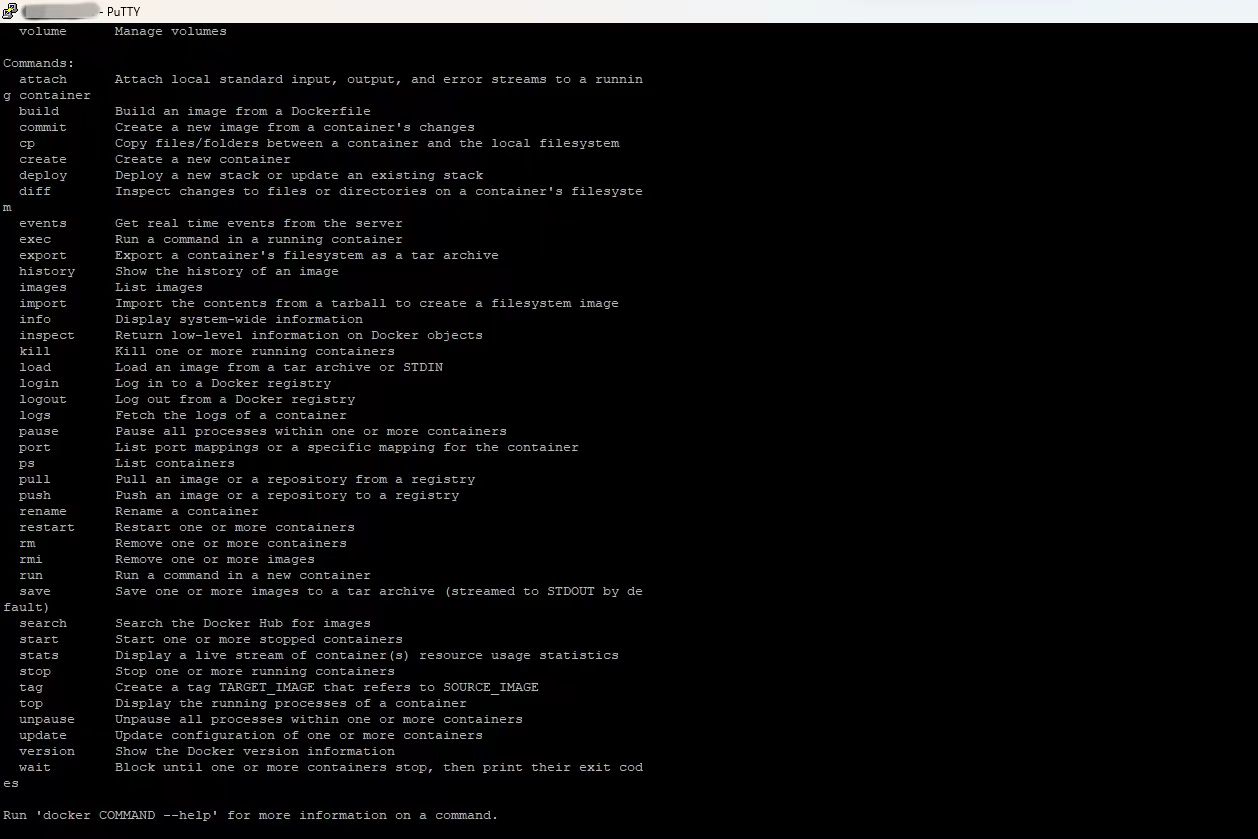 - PuTTY
volume Manage volumes
Commands:
attach Attach local standard input, output, and error streams to a runnin
g container
build Build an image from a Dockerfile
commit Create a new image from a container's changes
cp Copy files/folders between a container and the local filesystem
create Create a new container
deploy Deploy a new stack or update an existing stack
diff Inspect changes to files or directories on a container's filesyste
m
events Get real time events from the server
exec Run a command in a running container
export Export a container's filesystem as a tar archive
history Show the history of an image
images List images
import Import the contents from a tarball to create a filesystem image
info Display system-wide information
inspect Return low-level information on Docker objects
kill Kill one or more running containers
load Load an image from a tar archive or STDIN
login Log in to a Docker registry
logout Log out from a Docker registry
logs Fetch the logs of a container
pause Pause all processes within one or more containers
port List port mappings or a specific mapping for the container
ps List containers
pull Pull an image or a repository from a registry
push Push an image or a repository to a registry
rename Rename a container
restart Restart one or more containers
rm Remove one or more containers
rmi Remove one or more images
run Run a command in a new container
save Save one or more images to a tar archive (streamed to STDOUT by de
fault)
search Search the Docker Hub for images
start Start one or more stopped containers
stats Display a live stream of container(s) resource usage statistics
stop Stop one or more running containers
tag Create a tag TARGET_IMAGE that refers to SOURCE_IMAGE
top Display the running processes of a container
unpause Unpause all processes within one or more containers
update Update configuration of one or more containers
version Show the Docker version information
wait Block until one or more containers stop, then print their exit cod
es
Run 'docker COMMAND --help' for more information on a command.